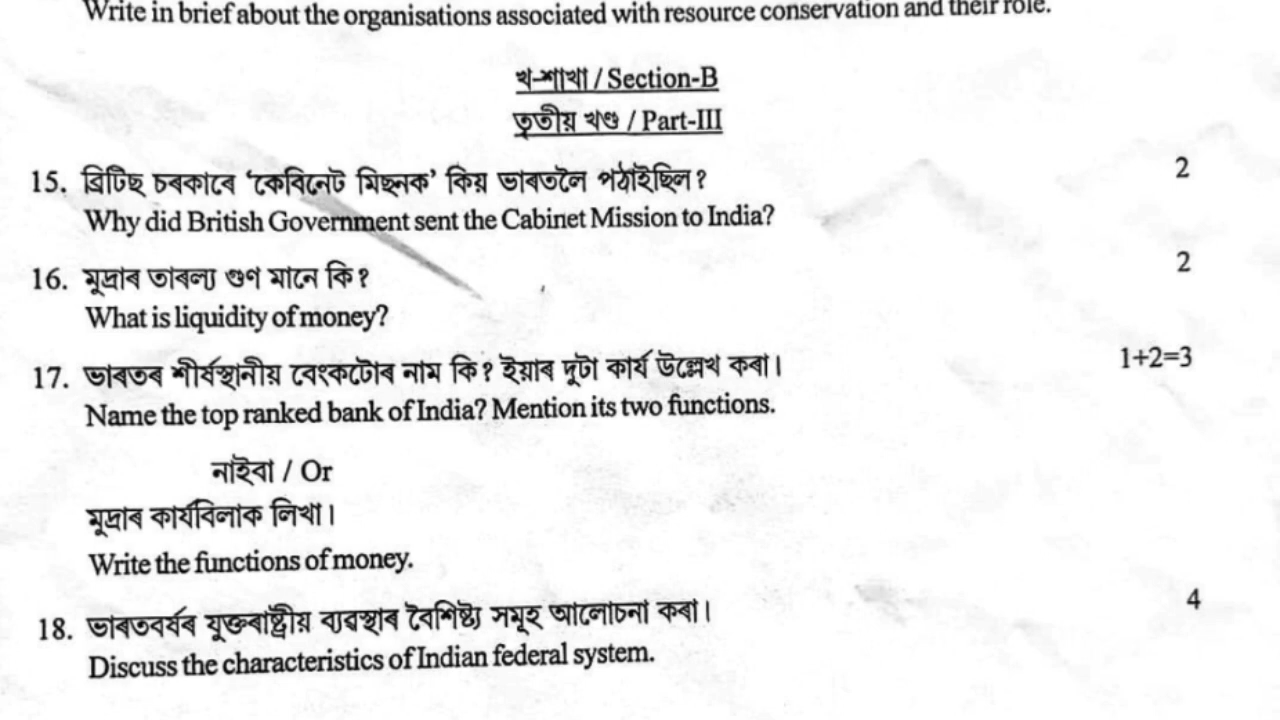 Write in brief about the organisations associated with resource conservation and their role.
খ-শাখা / Section-B
তৃতীয় খণ্ড / Part-III
15. ব্ৰিটিছ চৰকাৰে ‘কেবিনেট মিছনক’ কিয় ভাৰতলৈ পঠাইছিল? 2
Why did British Government sent the Cabinet Mission to India?
16. মুদ্ৰাৰ তাৰল্য গুণ মানে কি? 2
What is liquidity of money?
17. ভাৰতৰ শীৰ্ষস্থানীয় বেংকটোৰ নাম কি? ইয়াৰ দুটা কাৰ্য উল্লেখ কৰা। 1+2=3
Name the top ranked bank of India? Mention its two functions.
নাইবা / Or
মুদ্ৰাৰ কাৰ্যবিলাক লিখা।
Write the functions of money.
18. ভাৰতবৰ্ষৰ যুক্তৰাষ্ট্ৰীয় ব্যৱস্থাৰ বৈশিষ্ট্য সমূহ আলোচনা কৰা। 4
Discuss the characteristics of Indian federal system.